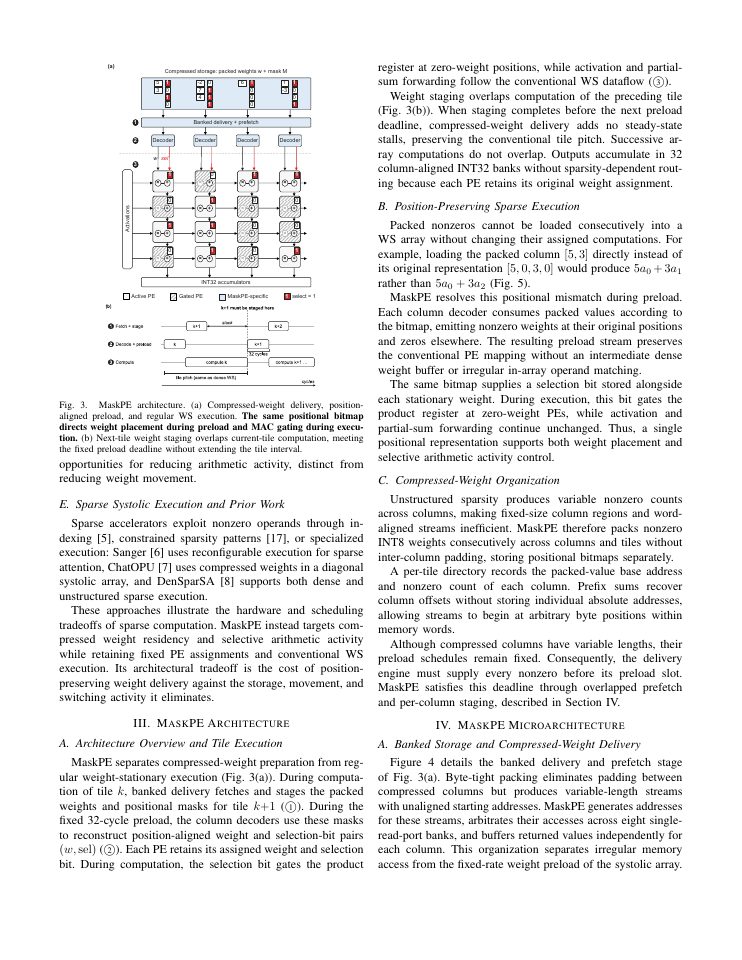 (a)
Compressed storage: packed weights w + mask M
1
Banked delivery + prefetch
2
Decoder
Decoder
Decoder
Decoder
w
sel
3
Activations
INT32 accumulators
Active PE
Gated PE
MaskPE-specific
select = 1
(b)
k+1 must be staged here
1 Fetch + stage
k+1
slack
k+2
2 Decode + preload
k
k+1
32 cycles
3 Compute
compute k
compute k+1 ...
tile pitch (same as dense WS)
cycles
Fig. 3. MaskPE architecture. (a) Compressed-weight delivery, position-
aligned preload, and regular WS execution. The same positional bitmap
directs weight placement during preload and MAC gating during execu-
tion. (b) Next-tile weight staging overlaps current-tile computation, meeting
the fixed preload deadline without extending the tile interval.
opportunities for reducing arithmetic activity, distinct from
reducing weight movement.
E. Sparse Systolic Execution and Prior Work
Sparse accelerators exploit nonzero operands through in-
dexing [5], constrained sparsity patterns [17], or specialized
execution: Sanger [6] uses reconfigurable execution for sparse
attention, ChatOPU [7] uses compressed weights in a diagonal
systolic array, and DenSparSA [8] supports both dense and
unstructured sparse execution.
These approaches illustrate the hardware and scheduling
tradeoffs of sparse computation. MaskPE instead targets com-
pressed weight residency and selective arithmetic activity
while retaining fixed PE assignments and conventional WS
execution. Its architectural tradeoff is the cost of position-
preserving weight delivery against the storage, movement, and
switching activity it eliminates.
III. MASKPE ARCHITECTURE
A. Architecture Overview and Tile Execution
MaskPE separates compressed-weight preparation from reg-
ular weight-stationary execution (Fig. 3(a)). During computa-
tion of tile k, banked delivery fetches and stages the packed
weights and positional masks for tile k+1 (①). During the
fixed 32-cycle preload, the column decoders use these masks
to reconstruct position-aligned weight and selection-bit pairs
(w, sel) (②). Each PE retains its assigned weight and selection
bit. During computation, the selection bit gates the product
register at zero-weight positions, while activation and partial-
sum forwarding follow the conventional WS dataflow (③).
Weight staging overlaps computation of the preceding tile
(Fig. 3(b)). When staging completes before the next preload
deadline, compressed-weight delivery adds no steady-state
stalls, preserving the conventional tile pitch. Successive ar-
ray computations do not overlap. Outputs accumulate in 32
column-aligned INT32 banks without sparsity-dependent rout-
ing because each PE retains its original weight assignment.
B. Position-Preserving Sparse Execution
Packed nonzeros cannot be loaded consecutively into a
WS array without changing their assigned computations. For
example, loading the packed column [5, 3] directly instead of
its original representation [5, 0, 3, 0] would produce 5a₀ + 3a₁
rather than 5a₀ + 3a₂ (Fig. 5).
MaskPE resolves this positional mismatch during preload.
Each column decoder consumes packed values according to
the bitmap, emitting nonzero weights at their original positions
and zeros elsewhere. The resulting preload stream preserves
the conventional PE mapping without an intermediate dense
weight buffer or irregular in-array operand matching.
The same bitmap supplies a selection bit stored alongside
each stationary weight. During execution, this bit gates the
product register at zero-weight PEs, while activation and
partial-sum forwarding continue unchanged. Thus, a single
positional representation supports both weight placement and
selective arithmetic activity control.
C. Compressed-Weight Organization
Unstructured sparsity produces variable nonzero counts
across columns, making fixed-size column regions and word-
aligned streams inefficient. MaskPE therefore packs nonzero
INT8 weights consecutively across columns and tiles without
inter-column padding, storing positional bitmaps separately.
A per-tile directory records the packed-value base address
and nonzero count of each column. Prefix sums recover
column offsets without storing individual absolute addresses,
allowing streams to begin at arbitrary byte positions within
memory words.
Although compressed columns have variable lengths, their
preload schedules remain fixed. Consequently, the delivery
engine must supply every nonzero before its preload slot.
MaskPE satisfies this deadline through overlapped prefetch
and per-column staging, described in Section IV.
IV. MASKPE MICROARCHITECTURE
A. Banked Storage and Compressed-Weight Delivery
Figure 4 details the banked delivery and prefetch stage
of Fig. 3(a). Byte-tight packing eliminates padding between
compressed columns but produces variable-length streams
with unaligned starting addresses. MaskPE generates addresses
for these streams, arbitrates their accesses across eight single-
read-port banks, and buffers returned values independently for
each column. This organization separates irregular memory
access from the fixed-rate weight preload of the systolic array.